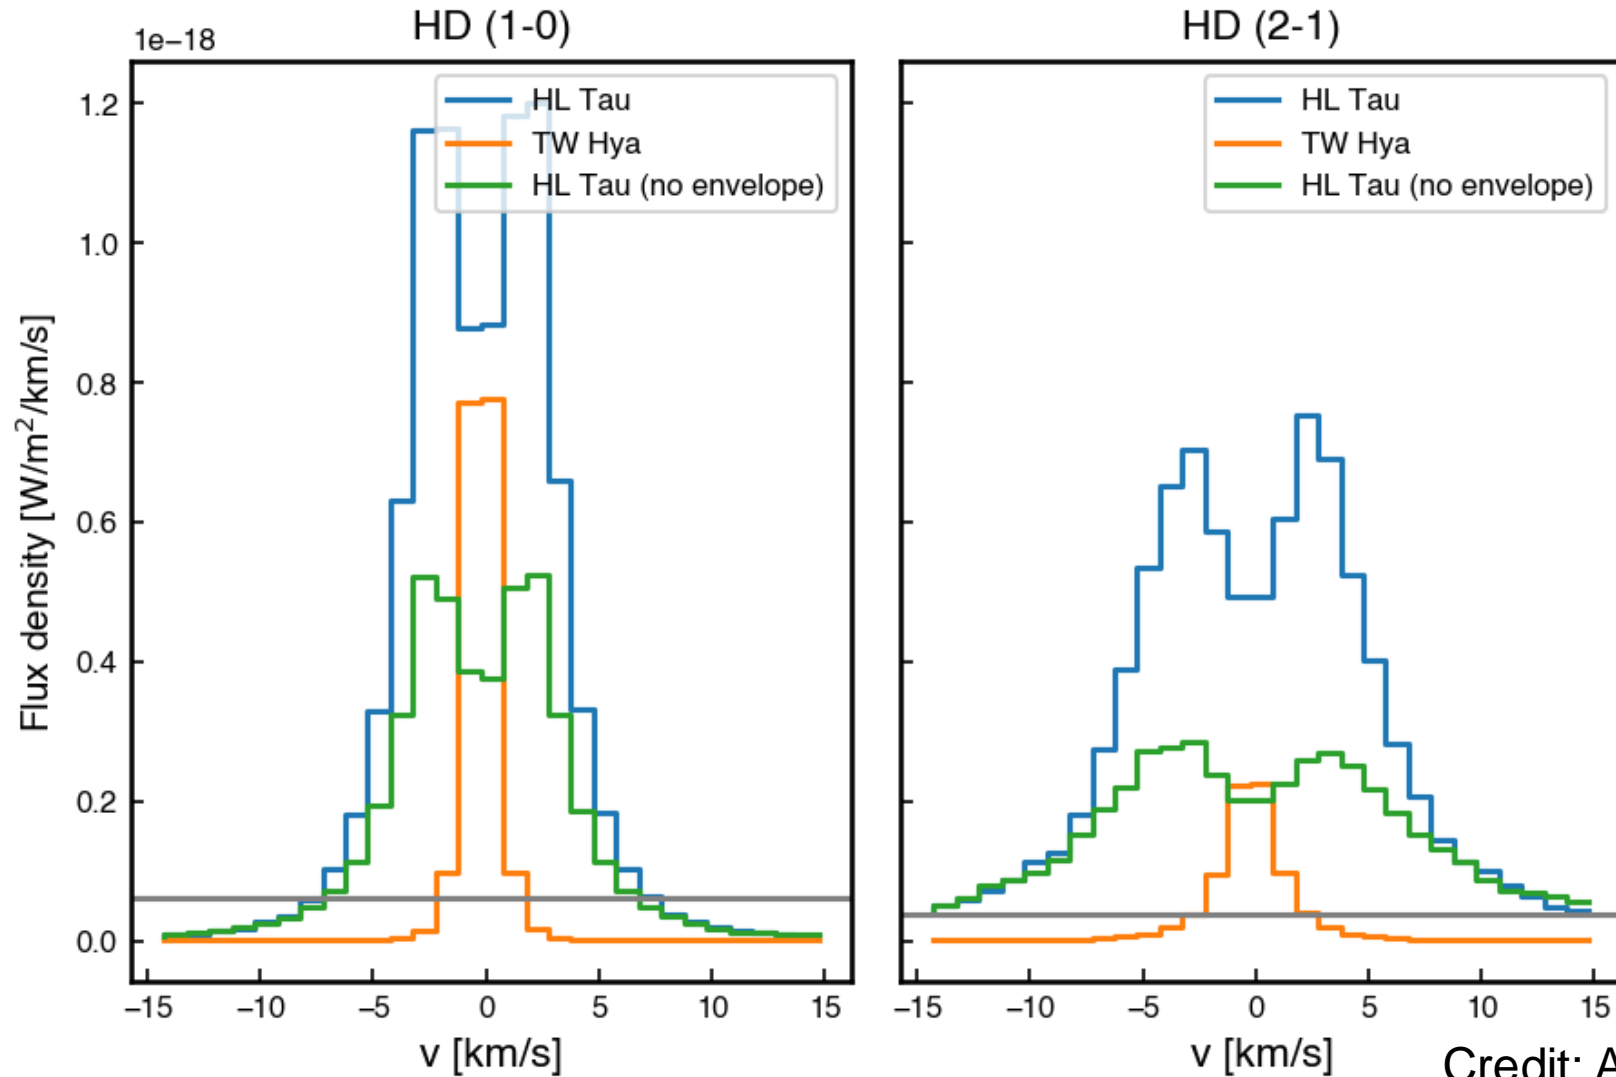 HD (1-0)
HD (2-1)
1e−18
HL Tau
TW Hya
HL Tau (no envelope)
HL Tau
TW Hya
HL Tau (no envelope)
Flux density [W/m²/km/s]
1.2
1.0
0.8
0.6
0.4
0.2
0.0
−15 −10 −5 0 5 10 15
−15 −10 −5 0 5 10 15
v [km/s]
v [km/s]
Credit: A